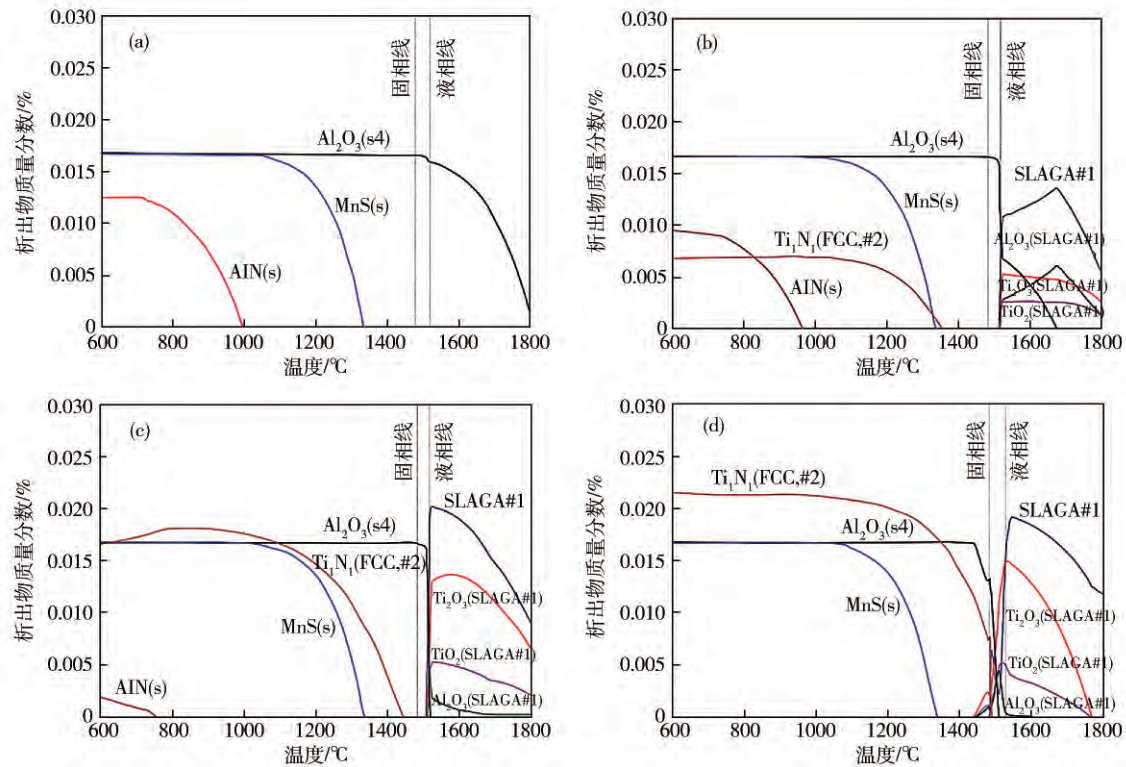 (a)
0.030
0.025
0.020
0.015
0.010
0.005
0
析出物质量分数/%
固相线
液相线
Al₂O₃(s4)
MnS(s)
AlN(s)
600
800
1000
1200
1400
1600
1800
温度/℃
(b)
0.030
0.025
0.020
0.015
0.010
0.005
0
析出物质量分数/%
固相线
液相线
Al₂O₃(s4)
SLAGA#1
MnS(s)
Al₂O₃(SLAGA#1)
Ti₁N₁(FCC,#2)
AlN(s)
Ti₂O₃(SLAGA#1)
TiO₂(SLAGA#1)
600
800
1000
1200
1400
1600
1800
温度/℃
(c)
0.030
0.025
0.020
0.015
0.010
0.005
0
析出物质量分数/%
固相线
液相线
SLAGA#1
Al₂O₃(s4)
Ti₁N₁(FCC,#2)
Ti₂O₃(SLAGA#1)
MnS(s)
TiO₂(SLAGA#1)
AlN(s)
Al₂O₃(SLAGA#1)
600
800
1000
1200
1400
1600
1800
温度/℃
(d)
0.030
0.025
0.020
0.015
0.010
0.005
0
析出物质量分数/%
固相线
液相线
Ti₁N₁(FCC,#2)
SLAGA#1
Al₂O₃(s4)
MnS(s)
Ti₂O₃(SLAGA#1)
TiO₂(SLAGA#1)
Al₂O₃(SLAGA#1)
600
800
1000
1200
1400
1600
1800
温度/℃